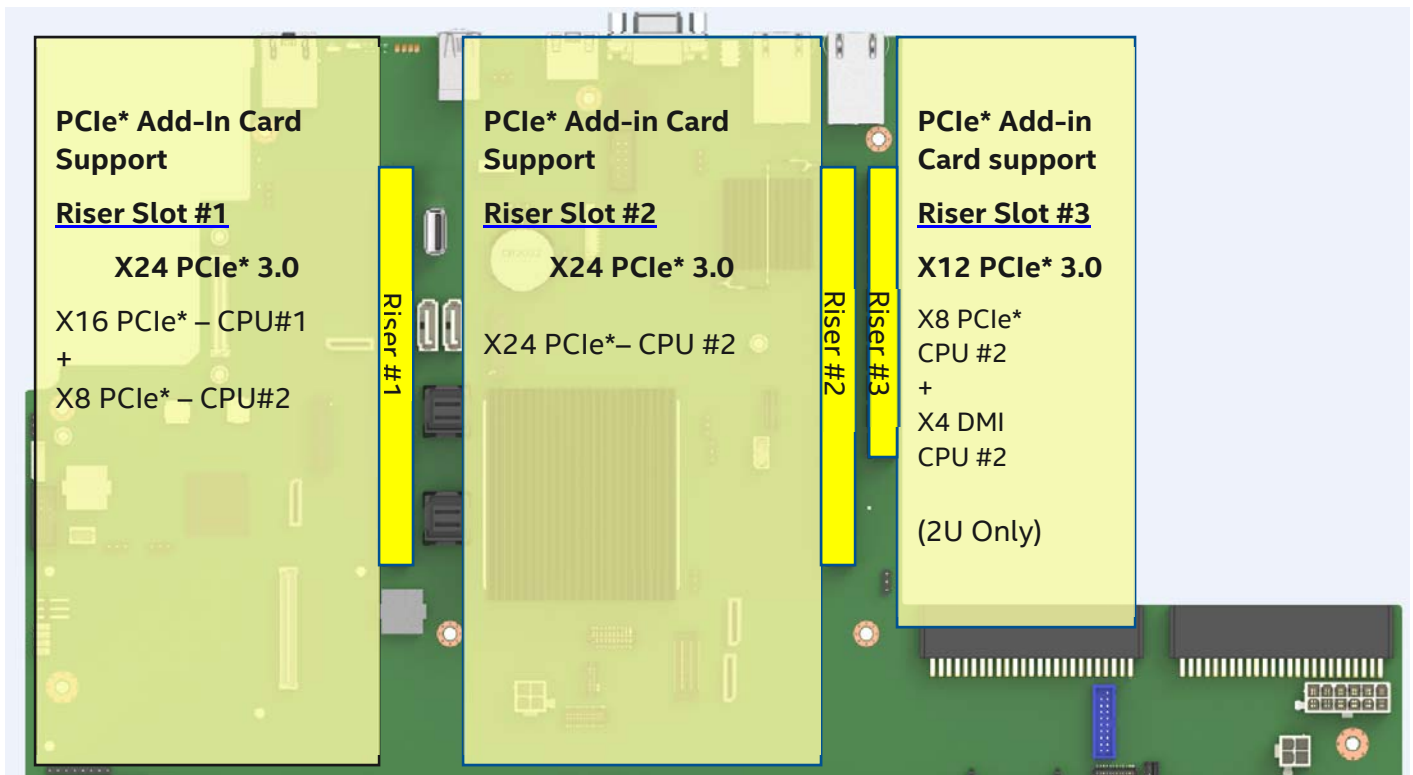 PCIe* Add-In Card
Support
Riser Slot #1
X24 PCIe* 3.0
X16 PCIe* – CPU#1
+
X8 PCIe* – CPU#2
Riser #1
PCIe* Add-in Card
Support
Riser Slot #2
X24 PCIe* 3.0
X24 PCIe*– CPU #2
Riser #2
Riser #3
PCIe* Add-in
Card support
Riser Slot #3
X12 PCIe* 3.0
X8 PCIe*
CPU #2
+
X4 DMI
CPU #2
(2U Only)